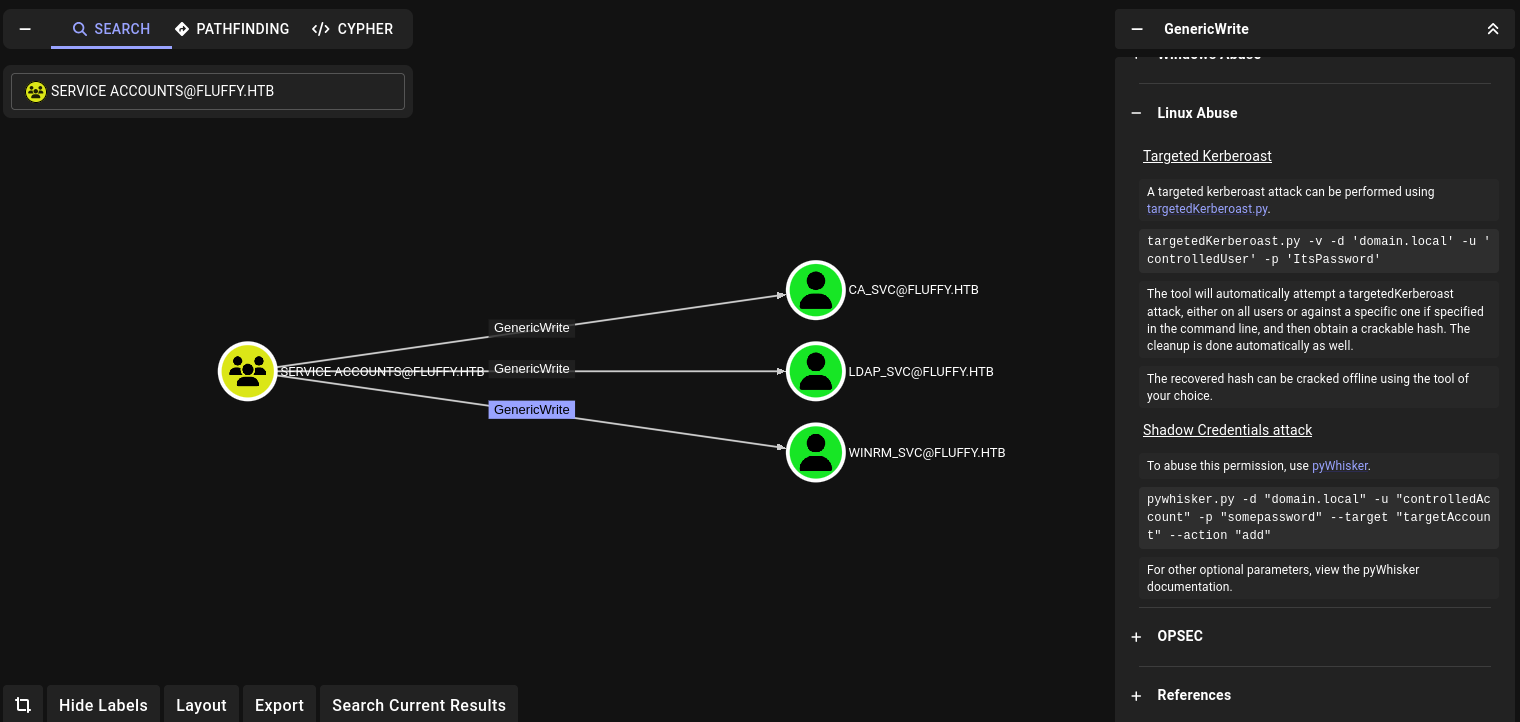 SEARCH
PATHFINDING
CYPHER
SERVICE ACCOUNTS@FLUFFY.HTB
CA_SVC@FLUFFY.HTB
GenericWrite
SERVICE ACCOUNTS@FLUFFY.HTB
GenericWrite
LDAP_SVC@FLUFFY.HTB
GenericWrite
WINRM_SVC@FLUFFY.HTB
Hide Labels
Layout
Export
Search Current Results
GenericWrite
Windows Abuse
Linux Abuse
Targeted Kerberoast
A targeted kerberoast attack can be performed using
targetedKerberoast.py.
targetedKerberoast.py -v -d 'domain.local' -u '
controlledUser' -p 'ItsPassword'
The tool will automatically attempt a targetedKerberoast
attack, either on all users or against a specific one if specified
in the command line, and then obtain a crackable hash. The
cleanup is done automatically as well.
The recovered hash can be cracked offline using the tool of
your choice.
Shadow Credentials attack
To abuse this permission, use pyWhisker.
pywhisker.py -d "domain.local" -u "controlledAc
count" -p "somepassword" --target "targetAccoun
t" --action "add"
For other optional parameters, view the pyWhisker
documentation.
OPSEC
References